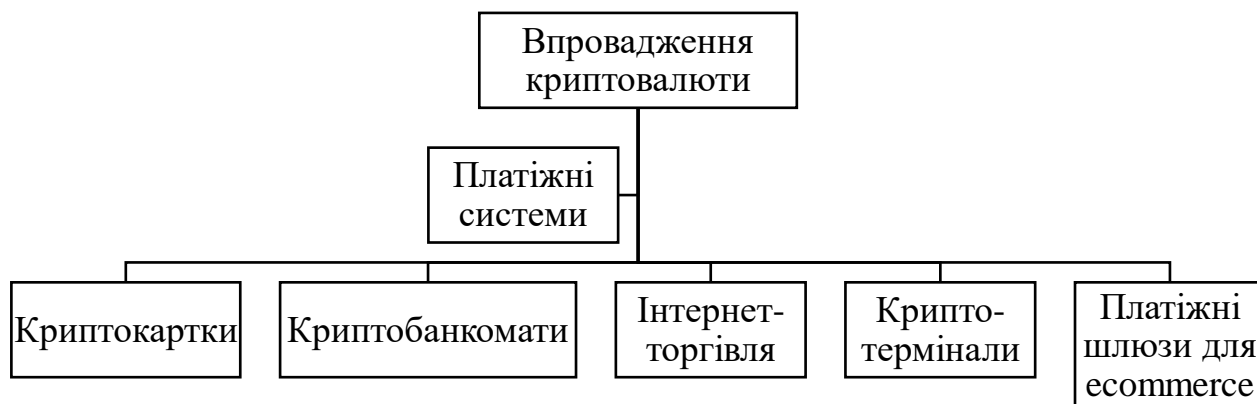 Впровадження
криптовалюти
Платіжні
системи
Криптокартки
Криптобанкомати
Інтернет-
торгівля
Крипто-
термінали
Платіжні
шлюзи для
ecommerce